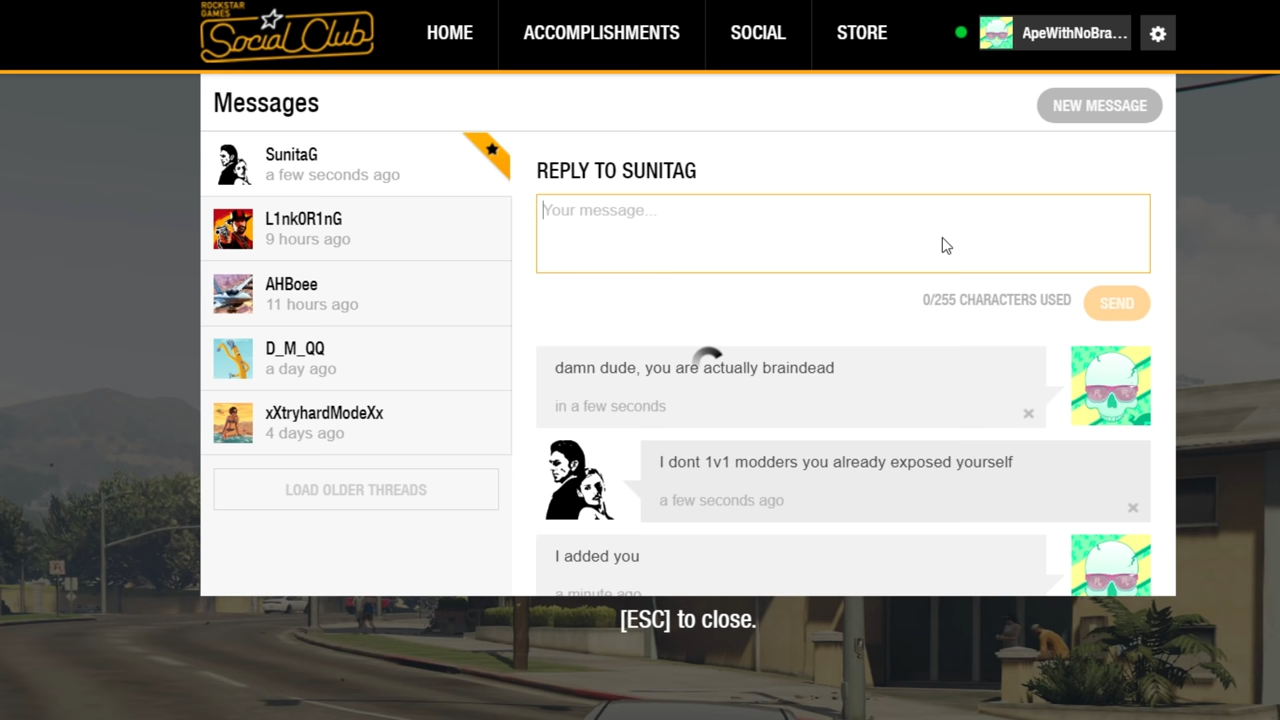 ROCKSTAR
GAMES
Social Club
HOME
ACCOMPLISHMENTS
SOCIAL
STORE
ApeWithNoBra...
Messages
NEW MESSAGE
SunitaG
a few seconds ago
L1nk0R1nG
9 hours ago
AHBoee
11 hours ago
D_M_QQ
a day ago
xXtryhardModeXx
4 days ago
LOAD OLDER THREADS
REPLY TO SUNITAG
Your message...
0/255 CHARACTERS USED
SEND
damn dude, you are actually braindead
in a few seconds
I dont 1v1 modders you already exposed yourself
a few seconds ago
I added you
a minute ago
[ESC] to close.